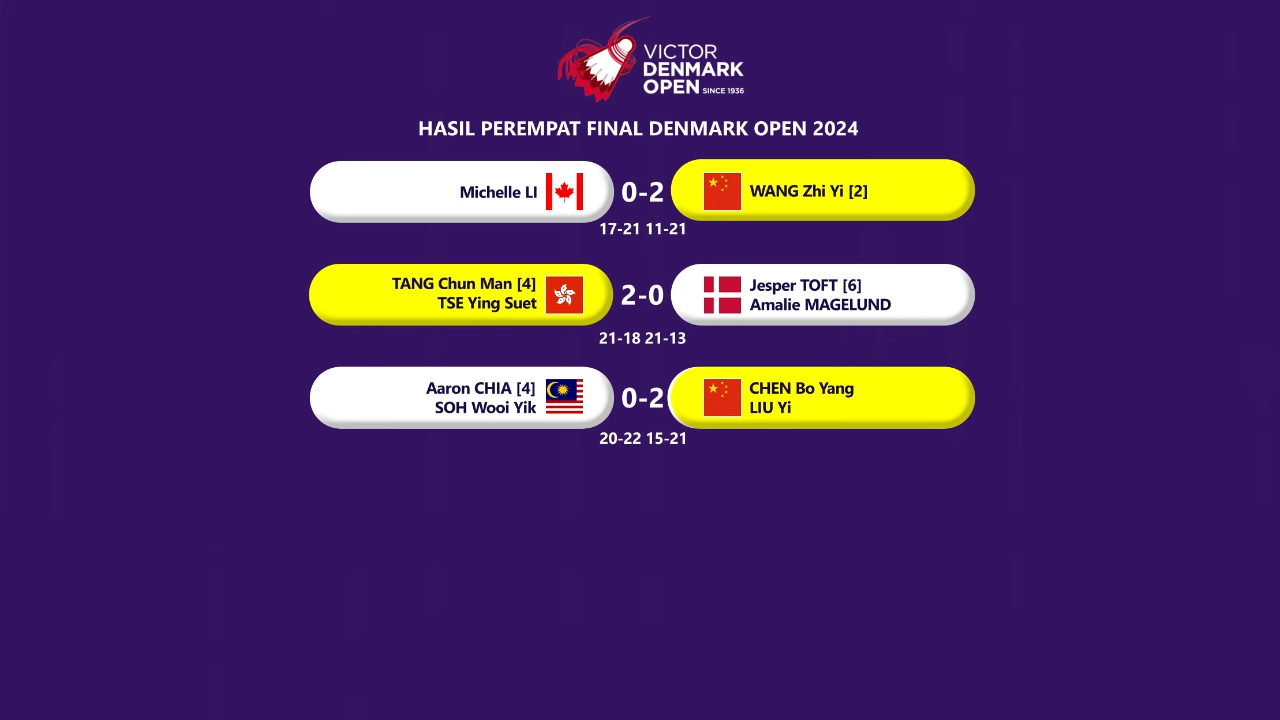 VICTOR
DENMARK
OPEN SINCE 1936
HASIL PEREMPAT FINAL DENMARK OPEN 2024
Michelle LI 0-2 WANG Zhi Yi [2]
17-21 11-21
TANG Chun Man [4]
TSE Ying Suet
2-0
Jesper TOFT [6]
Amalie MAGELUND
21-18 21-13
Aaron CHIA [4]
SOH Wooi Yik
0-2
CHEN Bo Yang
LIU Yi
20-22 15-21